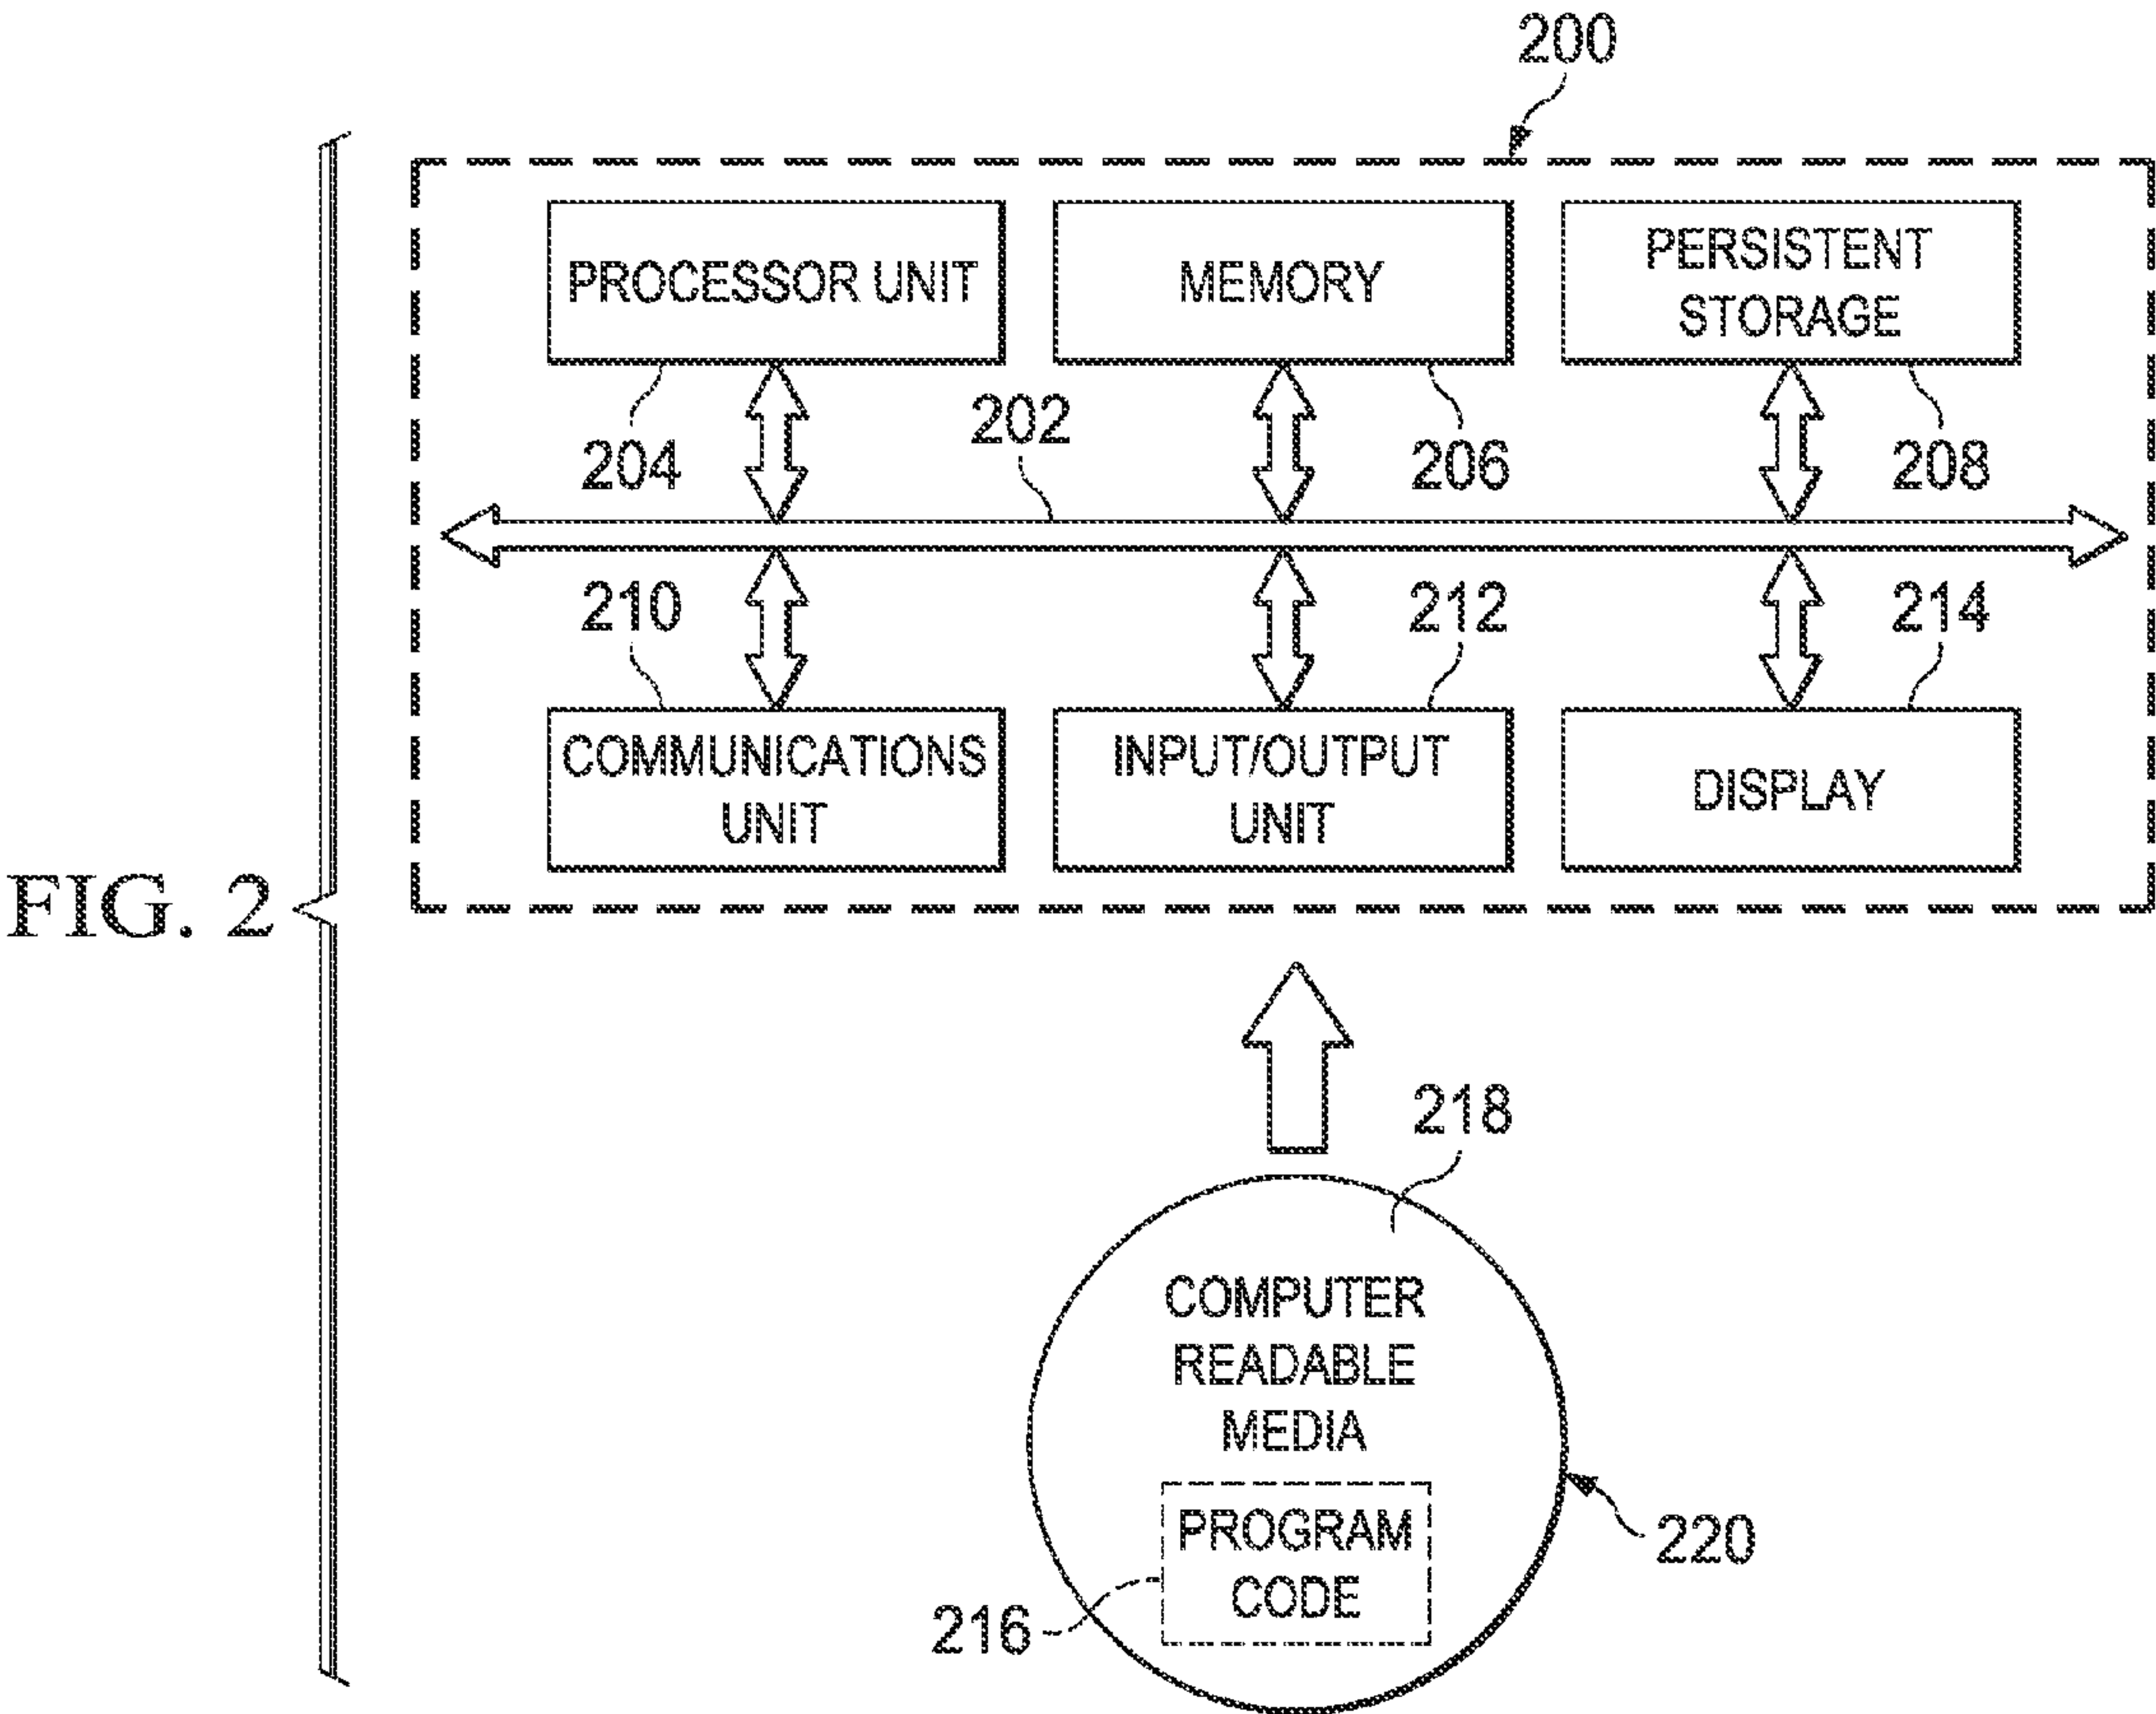 200
PROCESSOR UNIT
MEMORY
PERSISTENT
STORAGE
204
202
206
208
210
212
214
COMMUNICATIONS
UNIT
INPUT/OUTPUT
UNIT
DISPLAY
FIG. 2
218
COMPUTER
READABLE
MEDIA
PROGRAM
CODE
216
220